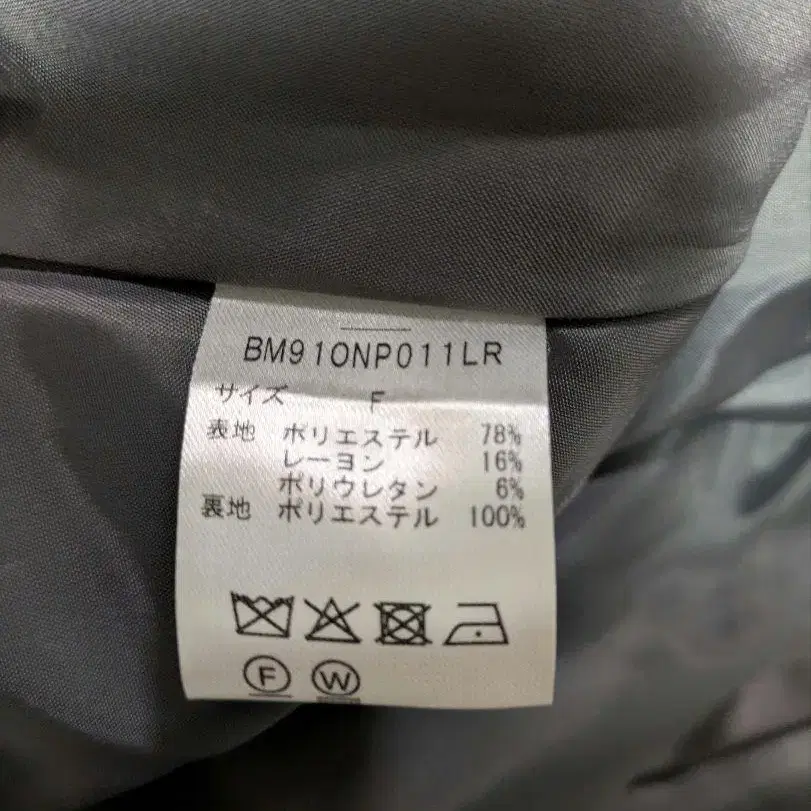 BM910NP011LR
サイズ F
表地 ポリエステル 78%
レーヨン 16%
ポリウレタン 6%
裏地 ポリエステル 100%
F W